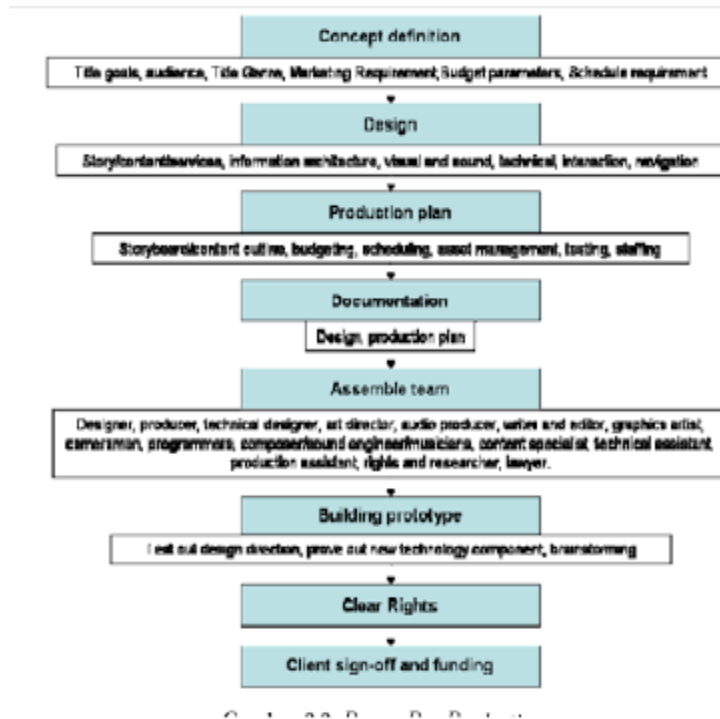 Concept definition
Title goals, audience, Title Genre, Marketing Requirement, Budget parameters, Schedule requirement
Design
Story/content/services, information architecture, visual and sound, technical, interaction, navigation
Production plan
Storyboard/content outline, budgeting, scheduling, asset management, testing, staffing
Documentation
Design, production plan
Assemble team
Designer, producer, technical designer, art director, audio producer, writer and editor, graphics artist,
cameraman, programmers, composer/sound engineer/musicians, content specialist, technical assistant,
production assistant, rights and researcher, lawyer.
Building prototype
Test out design direction, prove out new technology component, brainstorming
Clear Rights
Client sign-off and funding